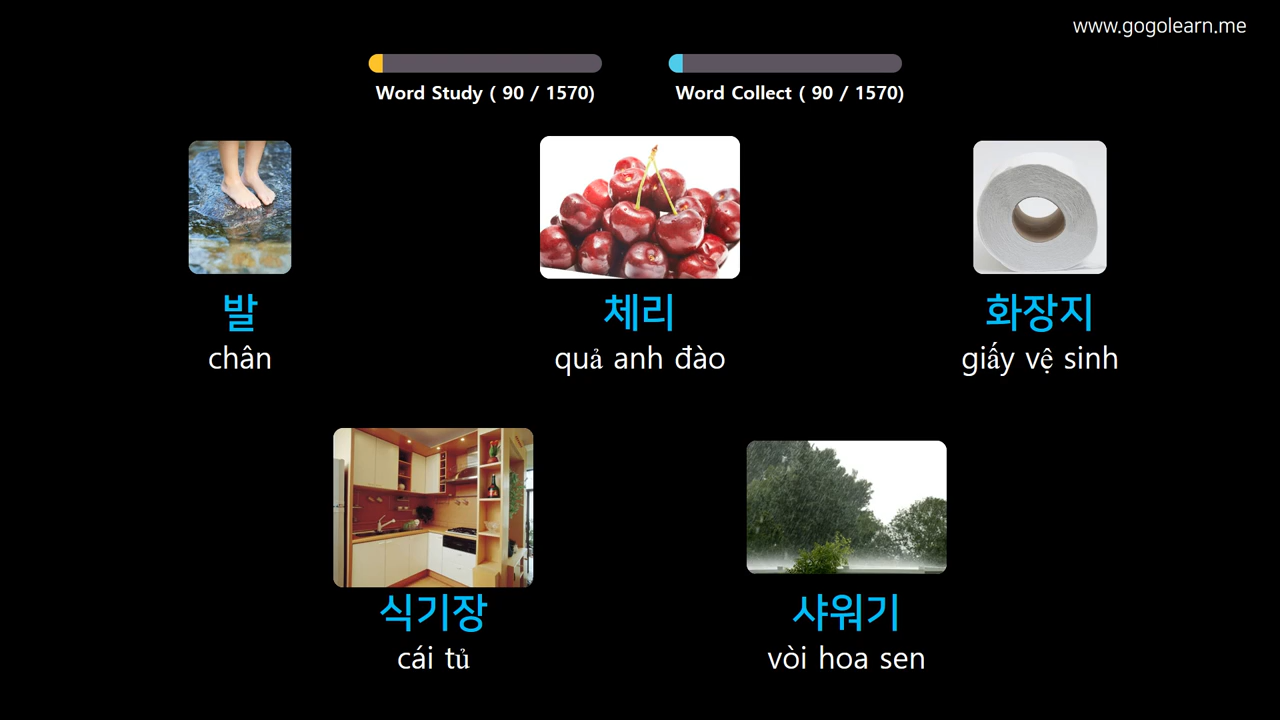 www.gogolearn.me
Word Study ( 90 / 1570)
Word Collect ( 90 / 1570)
발
chân
체리
quả anh đào
화장지
giấy vệ sinh
식기장
cái tủ
샤워기
vòi hoa sen